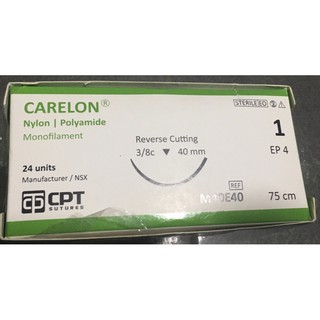 CARELON®
Nylon | Polyamide
Monofilament
STERILE EO
Reverse Cutting
3/8c ▼ 40 mm
1
EP 4
24 units
Manufacturer / NSX
CPT
SUTURES
REF
M40E40
75 cm